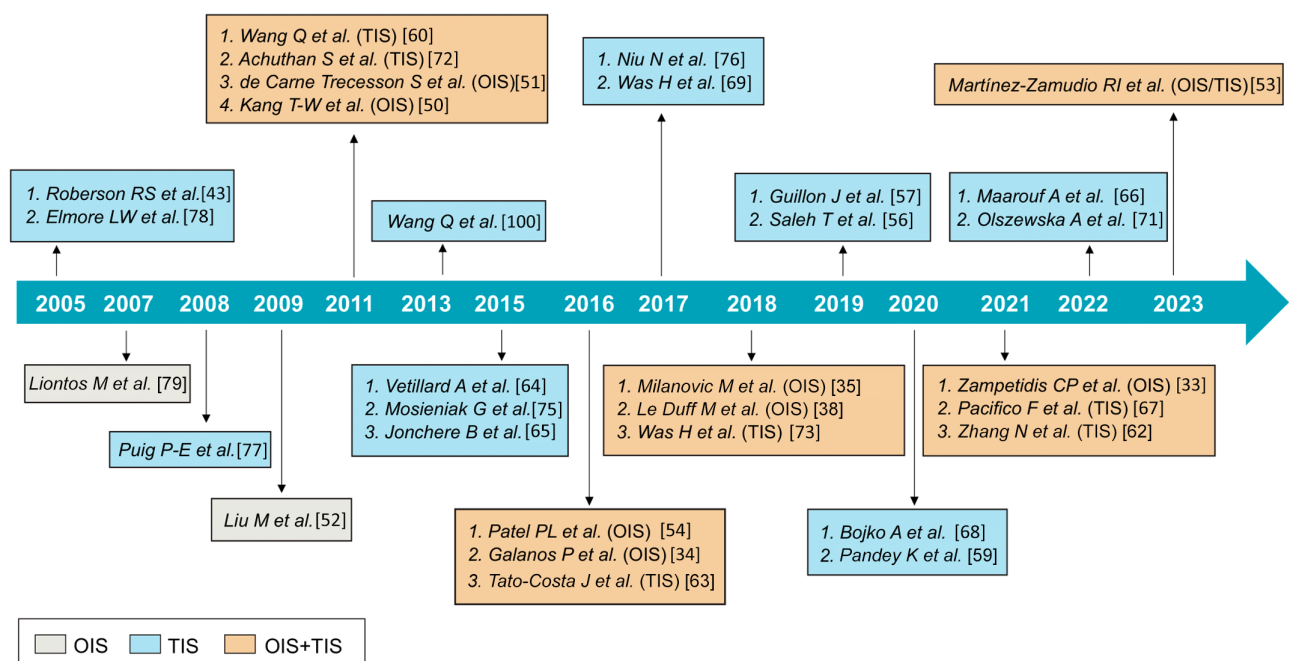 1. Wang Q et al. (TIS) [60]
2. Achuthan S et al. (TIS) [72]
3. de Carne Trecesson S et al. (OIS)[51]
4. Kang T-W et al. (OIS) [50]
1. Niu N et al. [76]
2. Was H et al. [69]
Martínez-Zamudio RI et al. (OIS/TIS)[53]
1. Roberson RS et al.[43]
2. Elmore LW et al.[78]
Wang Q et al. [100]
1. Guillon J et al. [57]
2. Saleh T et al. [56]
1. Maarouf A et al. [66]
2. Olszewska A et al. [71]
2005 2007 2008 2009 2011 2013 2015 2016 2017 2018 2019 2020 2021 2022 2023
Liontos M et al. [79]
Puig P-E et al.[77]
Liu M et al.[52]
1. Vetillard A et al. [64]
2. Mosieniak G et al.[75]
3. Jonchere B et al.[65]
1. Patel PL et al. (OIS) [54]
2. Galanos P et al. (OIS) [34]
3. Tato-Costa J et al. (TIS) [63]
1. Milanovic M et al. (OIS) [35]
2. Le Duff M et al. (OIS) [38]
3. Was H et al. (TIS) [73]
1. Bojko A et al. [68]
2. Pandey K et al. [59]
1. Zampetidis CP et al. (OIS) [33]
2. Pacifico F et al. (TIS) [67]
3. Zhang N et al. (TIS) [62]
OIS TIS OIS+TIS